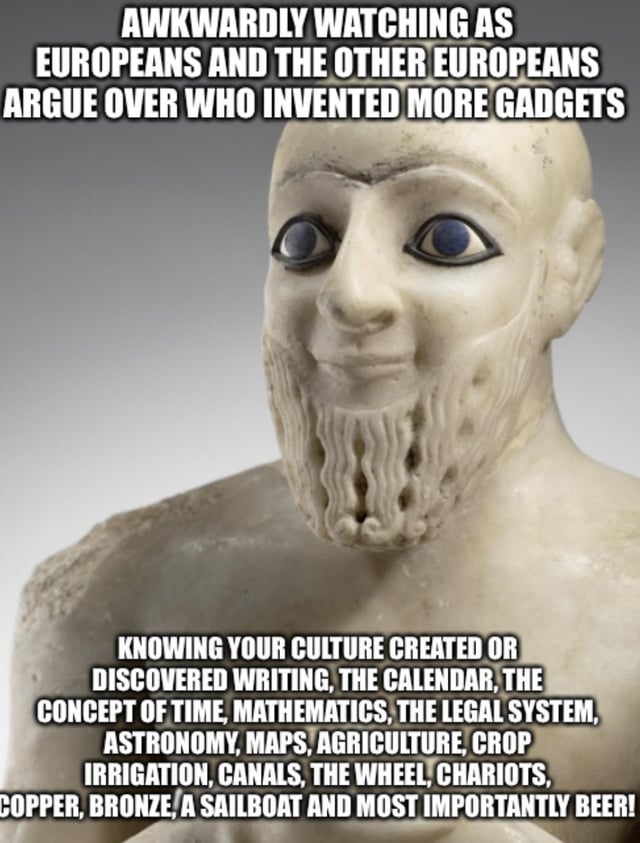 AWKWARDLY WATCHING AS
EUROPEANS AND THE OTHER EUROPEANS
ARGUE OVER WHO INVENTED MORE GADGETS
KNOWING YOUR CULTURE CREATED OR
DISCOVERED WRITING, THE CALENDAR, THE
CONCEPT OF TIME, MATHEMATICS, THE LEGAL SYSTEM,
ASTRONOMY, MAPS, AGRICULTURE, CROP
IRRIGATION, CANALS, THE WHEEL, CHARIOTS,
COPPER, BRONZE, A SAILBOAT AND MOST IMPORTANTLY BEER!